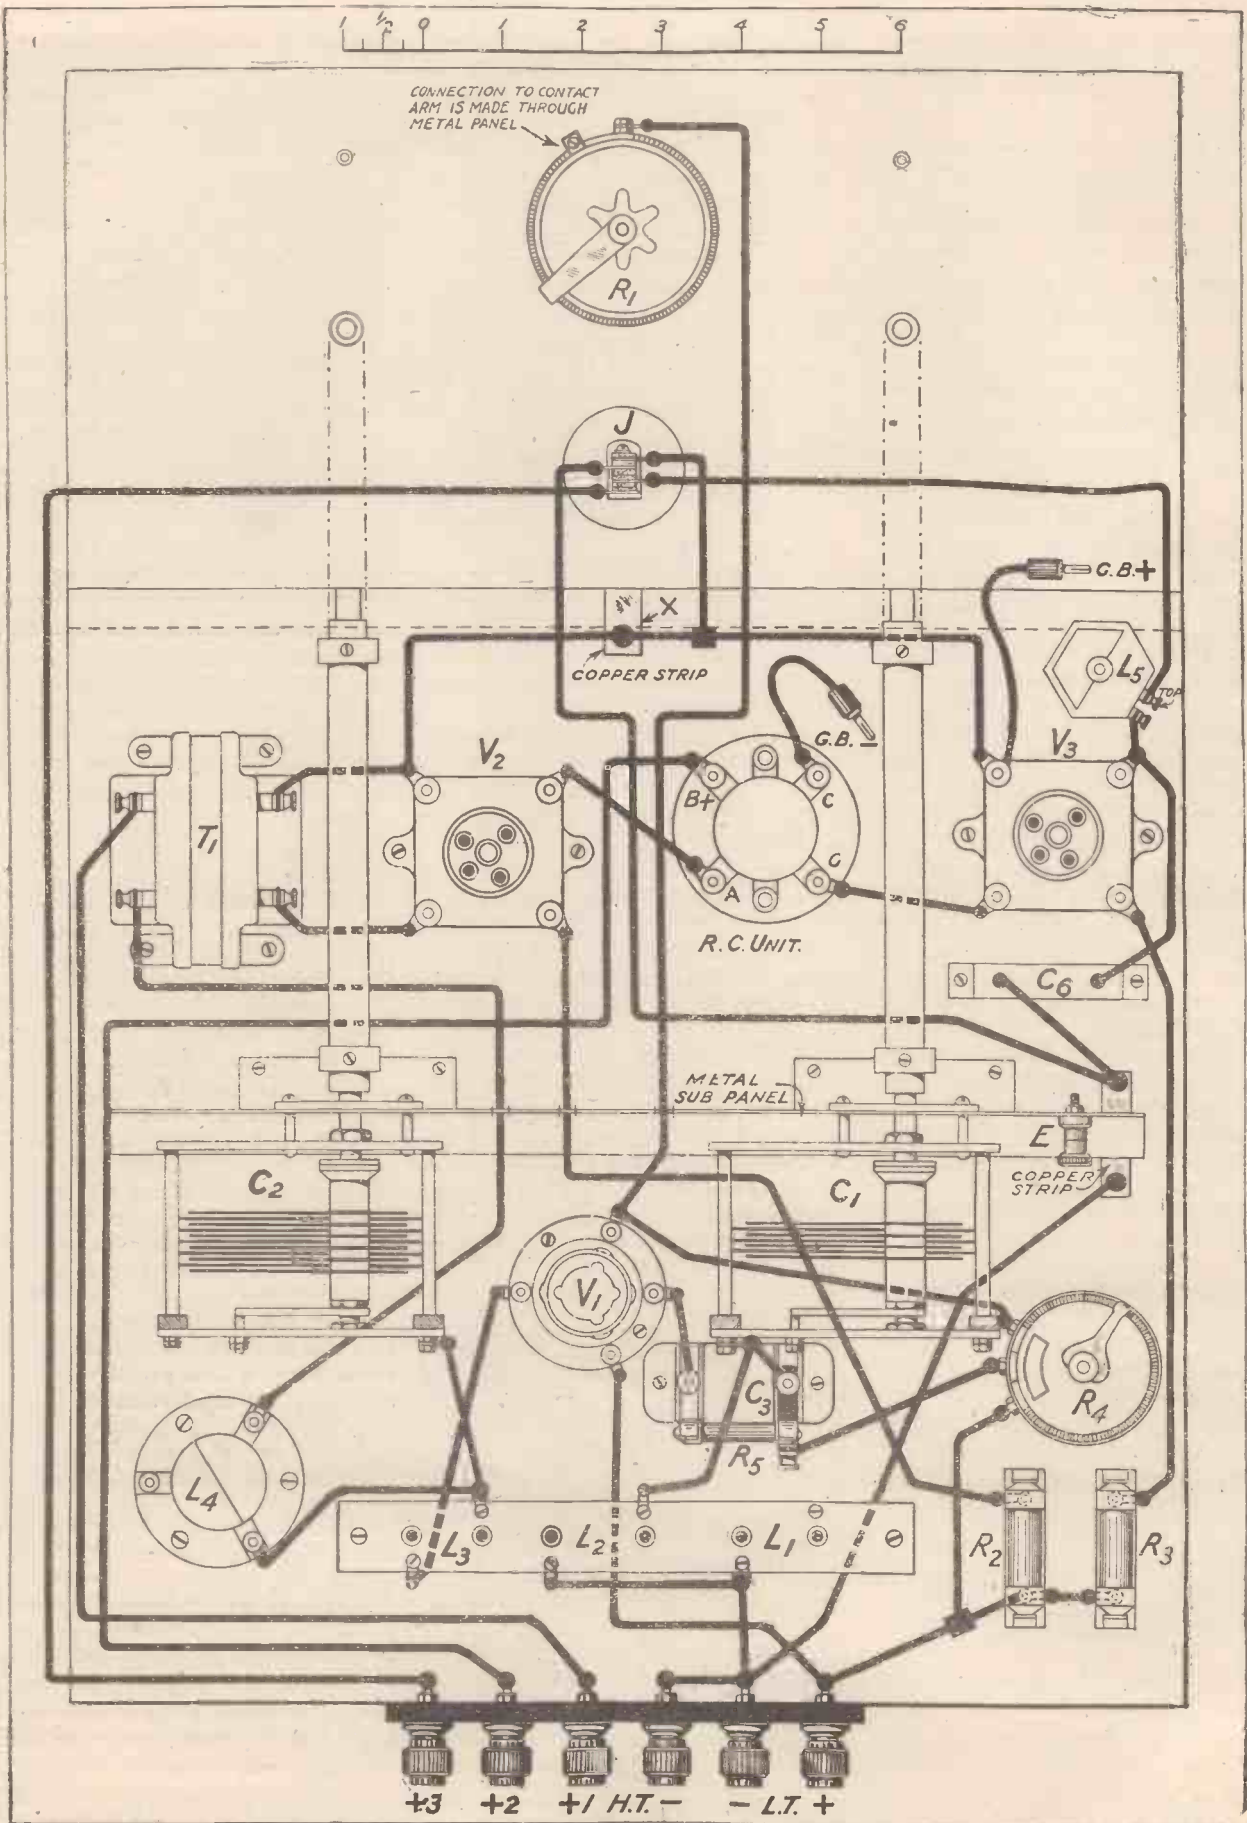 1 1/2 0 1 2 3 4 5 6
CONNECTION TO CONTACT
ARM IS MADE THROUGH
METAL PANEL
R1
J
G.B.+
X
COPPER STRIP
L5
TOP
G.B.-
V2
V3
B+
C
T1
A
G
R.C. UNIT.
C6
METAL
SUB PANEL
E
COPPER
STRIP
C2
C1
V1
C3
R4
R5
L4
L3
L2
L1
R2
R3
+3 +2 +1 H.T. - - L.T. +